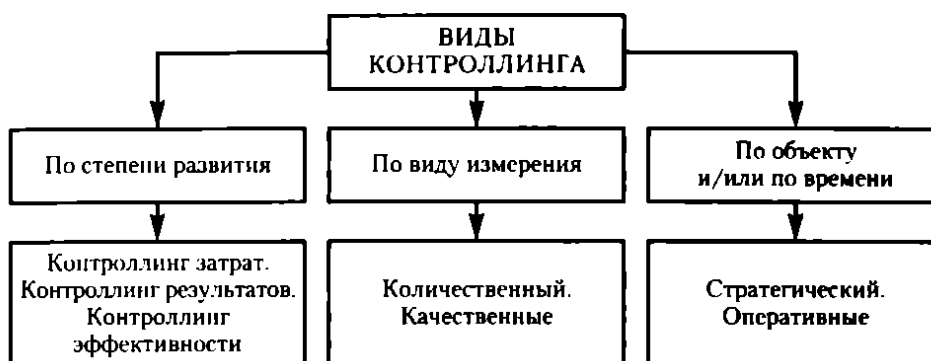 ВИДЫ
КОНТРОЛЛИНГА
По степени развития
По виду измерения
По объекту
и/или по времени
Контроллинг затрат.
Контроллинг результатов.
Контроллинг
эффективности
Количественный.
Качественные
Стратегический.
Оперативные